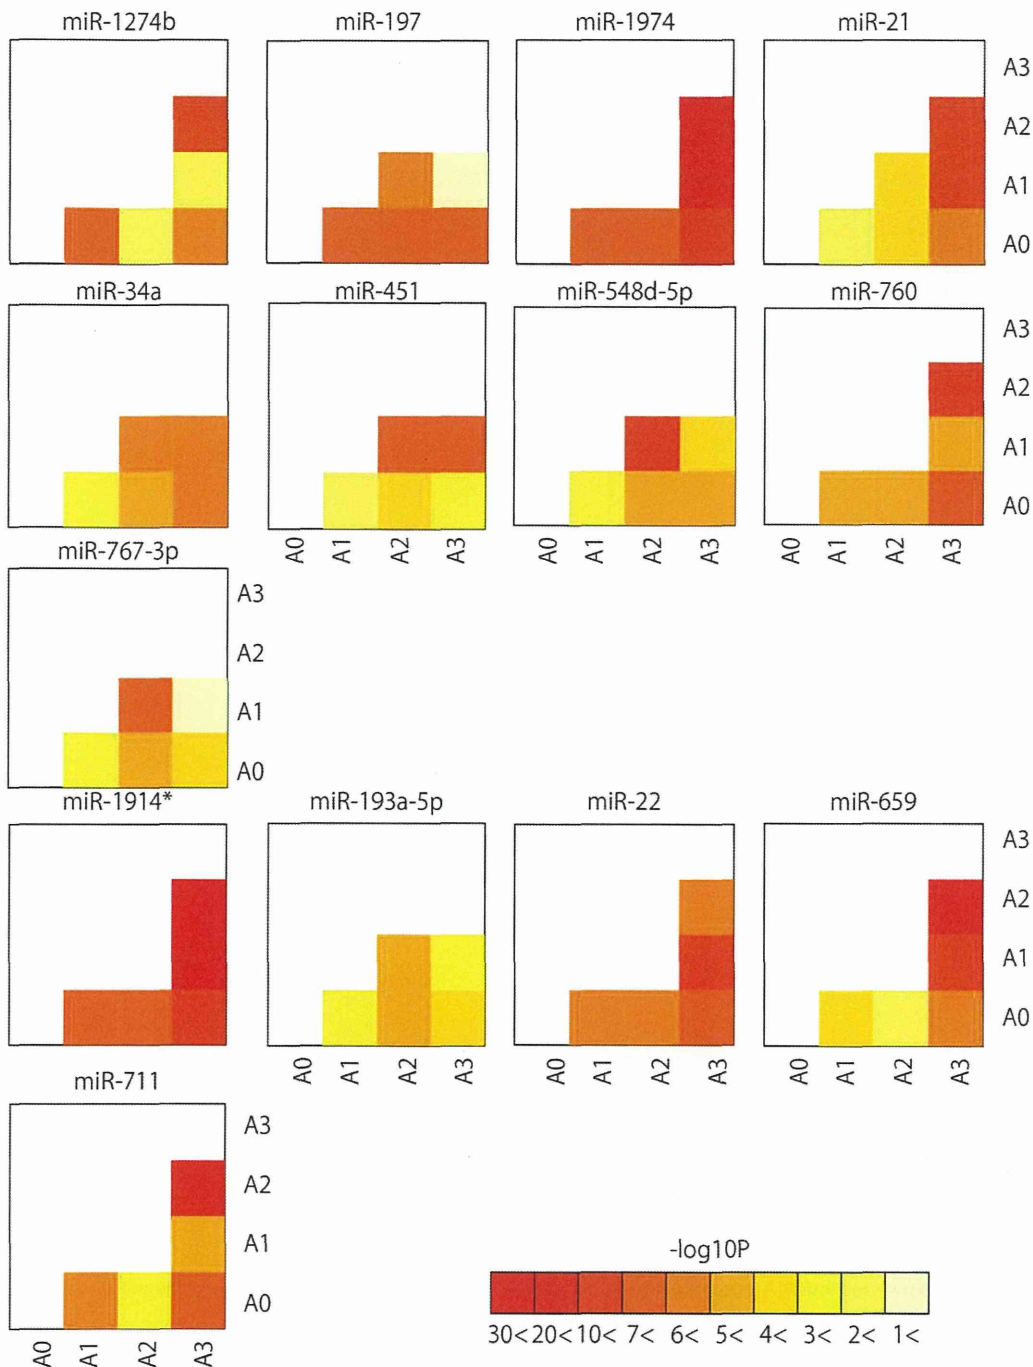 miR-1274b miR-197 miR-1974 miR-21
A3
A2
A1
A0
miR-34a miR-451 miR-548d-5p miR-760
A3
A2
A1
A0
A0 A1 A2 A3 A0 A1 A2 A3 A0 A1 A2 A3
miR-767-3p
A3
A2
A1
A0
miR-1914* miR-193a-5p miR-22 miR-659
A3
A2
A1
A0
A0 A1 A2 A3 A0 A1 A2 A3 A0 A1 A2 A3
miR-711
A3
A2
A1
A0
A0 A1 A2 A3
-log10P
30< 20< 10< 7< 6< 5< 4< 3< 2< 1<